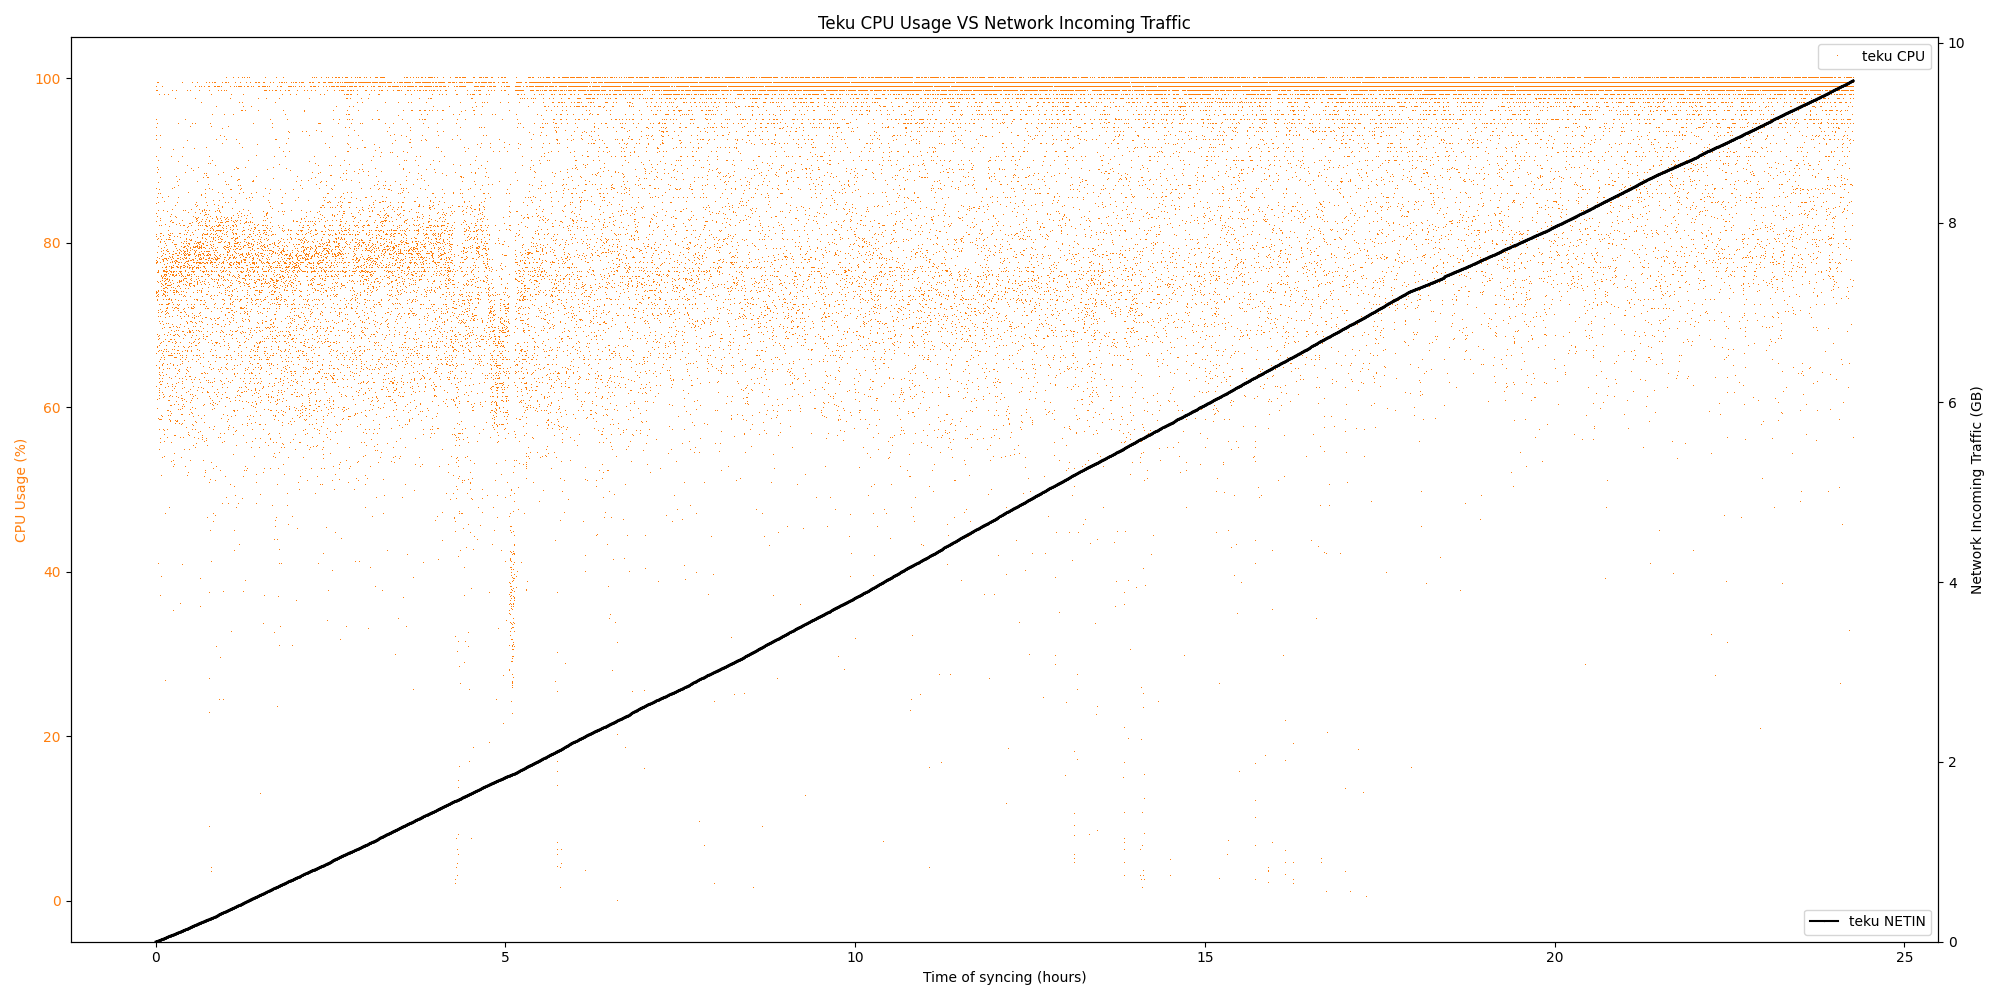 Teku CPU Usage VS Network Incoming Traffic
teku CPU
teku NETIN
CPU Usage (%)
100
80
60
40
20
0
Network Incoming Traffic (GB)
10
8
6
4
2
0
0 5 10 15 20 25
Time of syncing (hours)